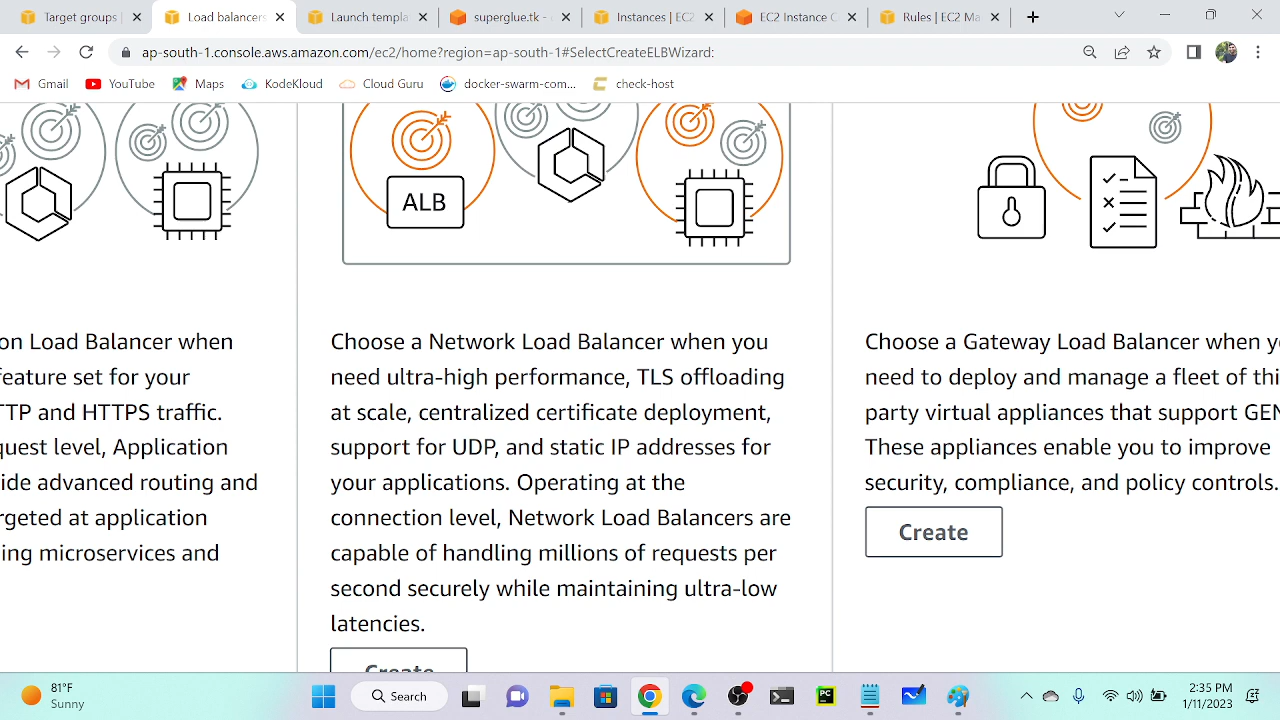 Target groups |
Load balancers
Launch templa
superglue.tk -
Instances | EC2
EC2 Instance C
Rules | EC2 Ma
ap-south-1.console.aws.amazon.com/ec2/home?region=ap-south-1#SelectCreateELBWizard:
Gmail
YouTube
Maps
KodeKloud
Cloud Guru
docker-swarm-com...
check-host
ALB
on Load Balancer when
feature set for your
TTP and HTTPS traffic.
quest level, Application
ide advanced routing and
rgeted at application
ing microservices and
Choose a Network Load Balancer when you
need ultra-high performance, TLS offloading
at scale, centralized certificate deployment,
support for UDP, and static IP addresses for
your applications. Operating at the
connection level, Network Load Balancers are
capable of handling millions of requests per
second securely while maintaining ultra-low
latencies.
Create
Choose a Gateway Load Balancer when y
need to deploy and manage a fleet of thi
party virtual appliances that support GEN
These appliances enable you to improve
security, compliance, and policy controls.
Create
81°F
Sunny
Search
PC
2:35 PM
1/11/2023